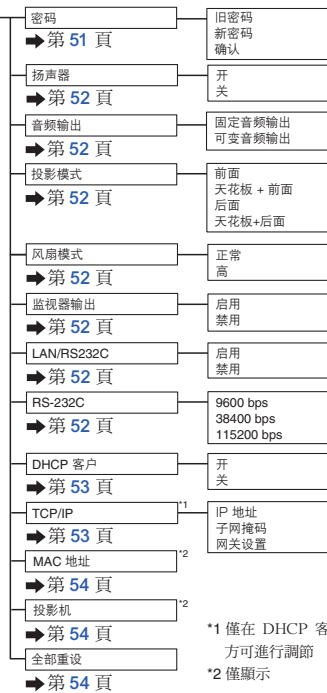 密码
旧密码
新密码
确认
➡第 51 頁
扬声器
开
关
➡第 52 頁
音频输出
固定音频输出
可变音频输出
➡第 52 頁
投影模式
前面
天花板 + 前面
后面
天花板+后面
➡第 52 頁
风扇模式
正常
高
➡第 52 頁
监视器输出
启用
禁用
➡第 52 頁
LAN/RS232C
启用
禁用
➡第 52 頁
RS-232C
9600 bps
38400 bps
115200 bps
➡第 52 頁
DHCP 客户
开
关
➡第 53 頁
TCP/IP *1
IP 地址
子网掩码
网关设置
➡第 53 頁
MAC 地址 *2
➡第 54 頁
投影机 *2
➡第 54 頁
全部重设
➡第 54 頁
*1 僅在 DHCP 客
方可進行調節
*2 僅顯示